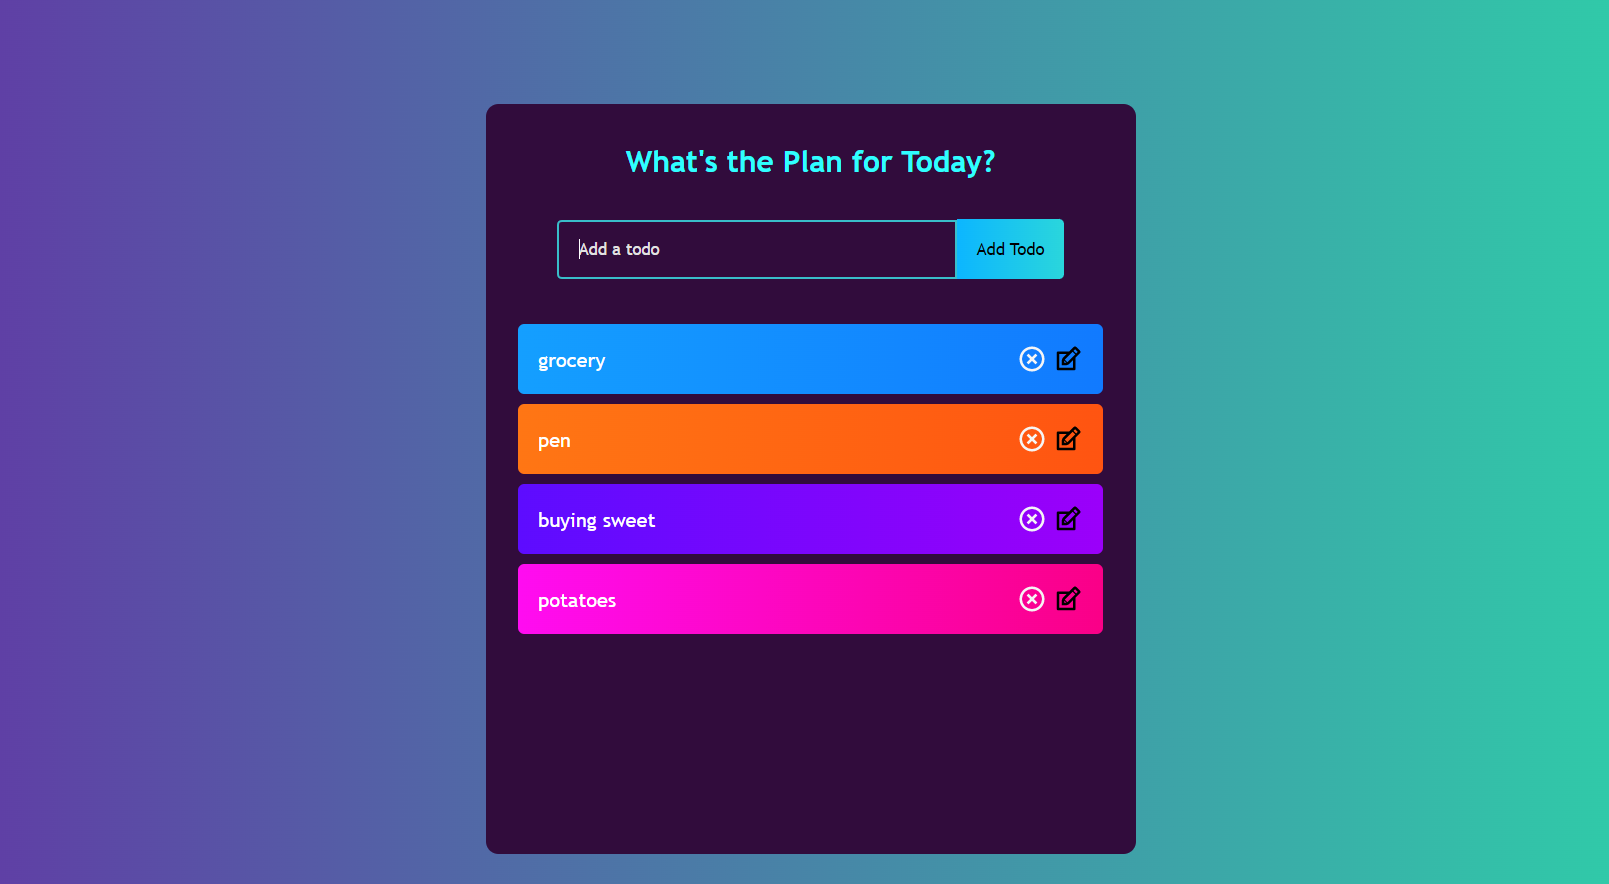 What's the Plan for Today?
Add a todo
Add Todo
grocery
pen
buying sweet
potatoes